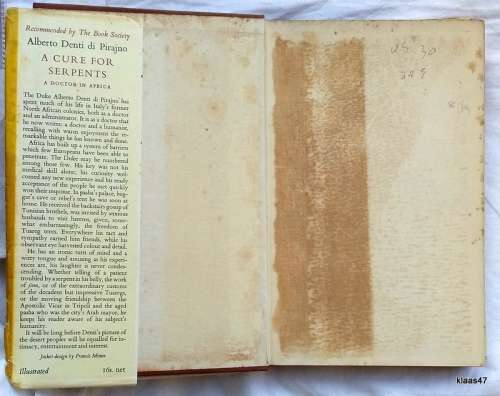 Recommended by The Book Society
Alberto Denti di Pirajno
A CURE FOR
SERPENTS
A DOCTOR IN AFRICA
The Duke Alberto Denti di Pirajno has
spent much of his life in Italy's former
North African colonies, both as a doctor
and an administrator. It is as a doctor that
he now writes: a doctor and a humanist,
recalling with warm enjoyment the re-
markable things he has known and done.
Africa has built up a system of barriers
which few Europeans have been able to
penetrate. The Duke may be numbered
among those few. His key was not his
medical skill alone; his curiosity wel-
comed any new experience and his ready
acceptance of the people he met quickly
won their response. In pasha's palace, beg-
gar's cave or rebel's tent he was soon at
home. He received the backstairs gossip of
Tunisian brothels, was invited by
husbands to visit harems, given, some-
what embarrassingly, the freedom of
Tuareg tents. Everywhere his tact and
sympathy earned him friends, while his
observant eye harvested colour and detail.
He has an ironic turn of mind and a
witty tongue and amusing as his experi-
ences are, his laughter is never conde-
scending. Whether telling of a patient
troubled by a serpent in his belly, the work
of jinn, or of the extraordinary customs
of the decadent but impressive Tuaregs,
or the moving friendship between the
Apostolic Vicar in Tripoli and the aged
pasha who was the city's Arab mayor, he
keeps his reader aware of his subject's
humanity.
It will be long before Denti's picture of
the desert peoples will be equalled for in-
timacy, entertainment and interest.
Jacket design by Francis Minns
Illustrated 16s. net
klaas47